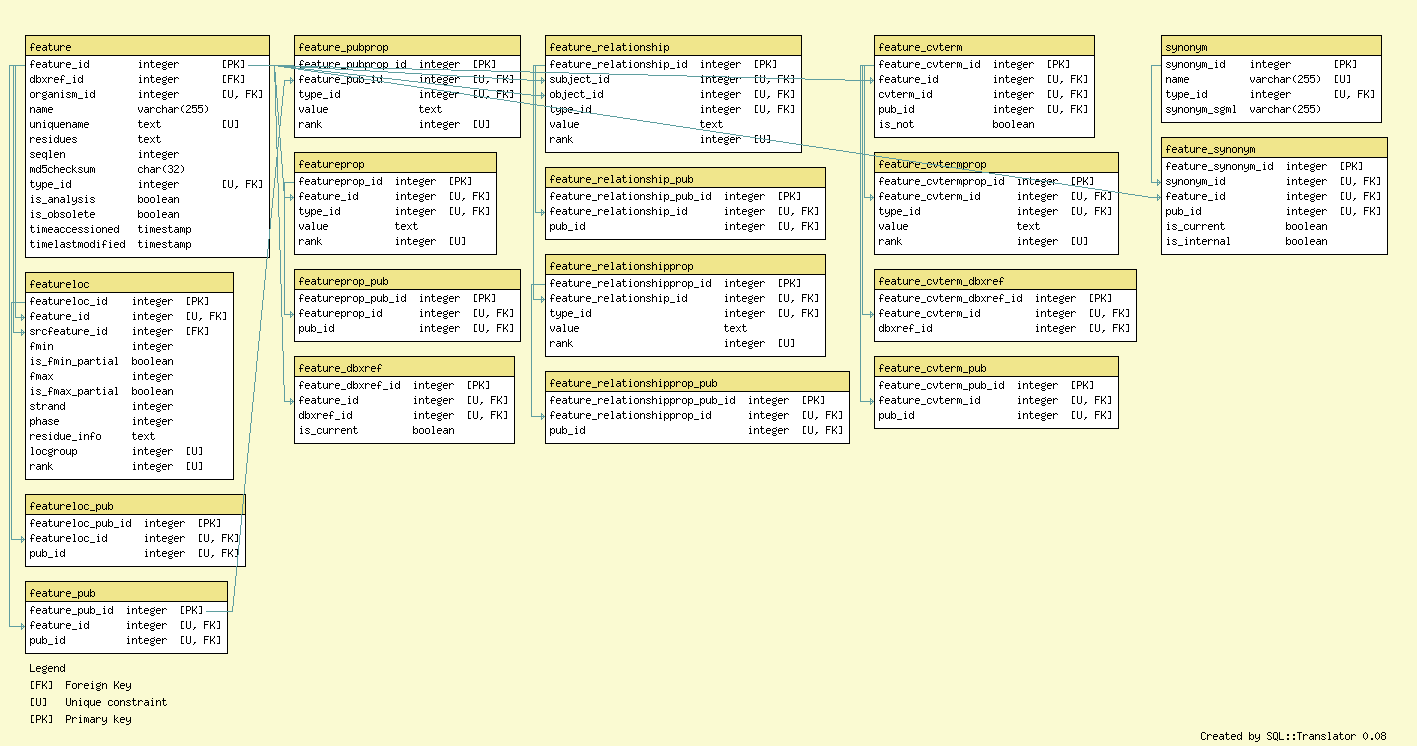 feature
feature_id integer [PK]
dbxref_id integer [FK]
organism_id integer [U, FK]
name varchar(255)
uniquename text [U]
residues text
seqlen integer
md5checksum char(32)
type_id integer [U, FK]
is_analysis boolean
is_obsolete boolean
timeaccessioned timestamp
timelastmodified timestamp
featureloc
featureloc_id integer [PK]
feature_id integer [U, FK]
srcfeature_id integer [FK]
fmin integer
is_fmin_partial boolean
fmax integer
is_fmax_partial boolean
strand integer
phase integer
residue_info text
locgroup integer [U]
rank integer [U]
featureloc_pub
featureloc_pub_id integer [PK]
featureloc_id integer [U, FK]
pub_id integer [U, FK]
feature_pub
feature_pub_id integer [PK]
feature_id integer [U, FK]
pub_id integer [U, FK]
feature_pubprop
feature_pubprop_id integer [PK]
feature_pub_id integer [U, FK]
type_id integer [U, FK]
value text
rank integer [U]
featureprop
featureprop_id integer [PK]
feature_id integer [U, FK]
type_id integer [U, FK]
value text
rank integer [U]
featureprop_pub
featureprop_pub_id integer [PK]
featureprop_id integer [U, FK]
pub_id integer [U, FK]
feature_dbxref
feature_dbxref_id integer [PK]
feature_id integer [U, FK]
dbxref_id integer [U, FK]
is_current boolean
feature_relationship
feature_relationship_id integer [PK]
subject_id integer [U, FK]
object_id integer [U, FK]
type_id integer [U, FK]
value text
rank integer [U]
feature_relationship_pub
feature_relationship_pub_id integer [PK]
feature_relationship_id integer [U, FK]
pub_id integer [U, FK]
feature_relationshipprop
feature_relationshipprop_id integer [PK]
feature_relationship_id integer [U, FK]
type_id integer [U, FK]
value text
rank integer [U]
feature_relationshipprop_pub
feature_relationshipprop_pub_id integer [PK]
feature_relationshipprop_id integer [U, FK]
pub_id integer [U, FK]
feature_cvterm
feature_cvterm_id integer [PK]
feature_id integer [U, FK]
cvterm_id integer [U, FK]
pub_id integer [U, FK]
is_not boolean
feature_cvtermprop
feature_cvtermprop_id integer [PK]
feature_cvterm_id integer [U, FK]
type_id integer [U, FK]
value text
rank integer [U]
feature_cvterm_dbxref
feature_cvterm_dbxref_id integer [PK]
feature_cvterm_id integer [U, FK]
dbxref_id integer [U, FK]
feature_cvterm_pub
feature_cvterm_pub_id integer [PK]
feature_cvterm_id integer [U, FK]
pub_id integer [U, FK]
synonym
synonym_id integer [PK]
name varchar(255) [U]
type_id integer [U, FK]
synonym_sgml varchar(255)
feature_synonym
feature_synonym_id integer [PK]
synonym_id integer [U, FK]
feature_id integer [U, FK]
pub_id integer [U, FK]
is_current boolean
is_internal boolean
Legend
[FK] Foreign Key
[U] Unique constraint
[PK] Primary key
Created by SQL::Translator 0.08